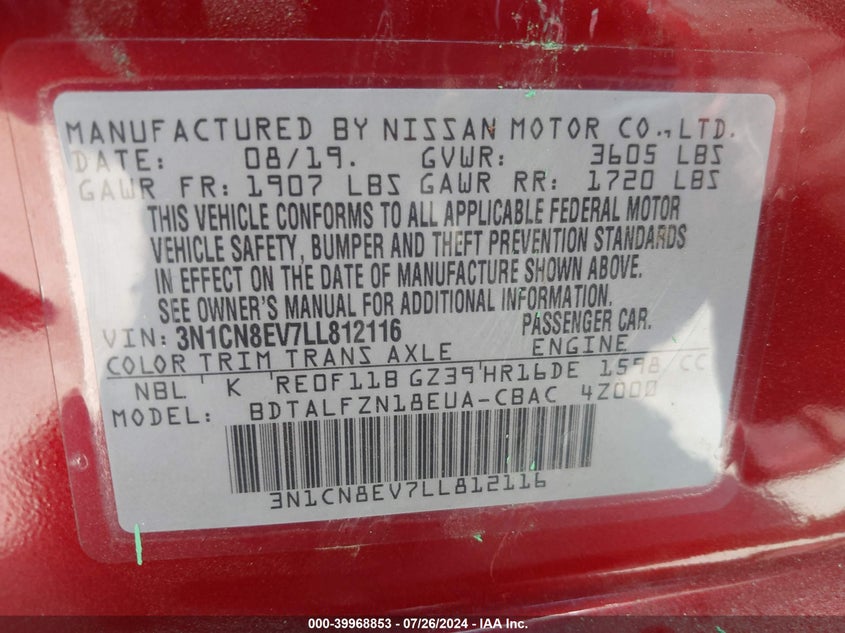 MANUFACTURED BY NISSAN MOTOR CO., LTD.
DATE: 08/19. GVWR: 3605 LBS
GAWR FR: 1907 LBS GAWR RR: 1720 LBS
THIS VEHICLE CONFORMS TO ALL APPLICABLE FEDERAL MOTOR
VEHICLE SAFETY, BUMPER AND THEFT PREVENTION STANDARDS
IN EFFECT ON THE DATE OF MANUFACTURE SHOWN ABOVE.
SEE OWNER'S MANUAL FOR ADDITIONAL INFORMATION.
VIN: 3N1CN8EV7LL812116 PASSENGER CAR.
COLOR TRIM TRANS AXLE ENGINE
NBL K RE0F11B GZ39 HR16DE 1598 CC
MODEL: BDTALFZN18EUA-CBAC 4Z000
3N1CN8EV7LL812116
000-39968853 - 07/26/2024 - IAA Inc.